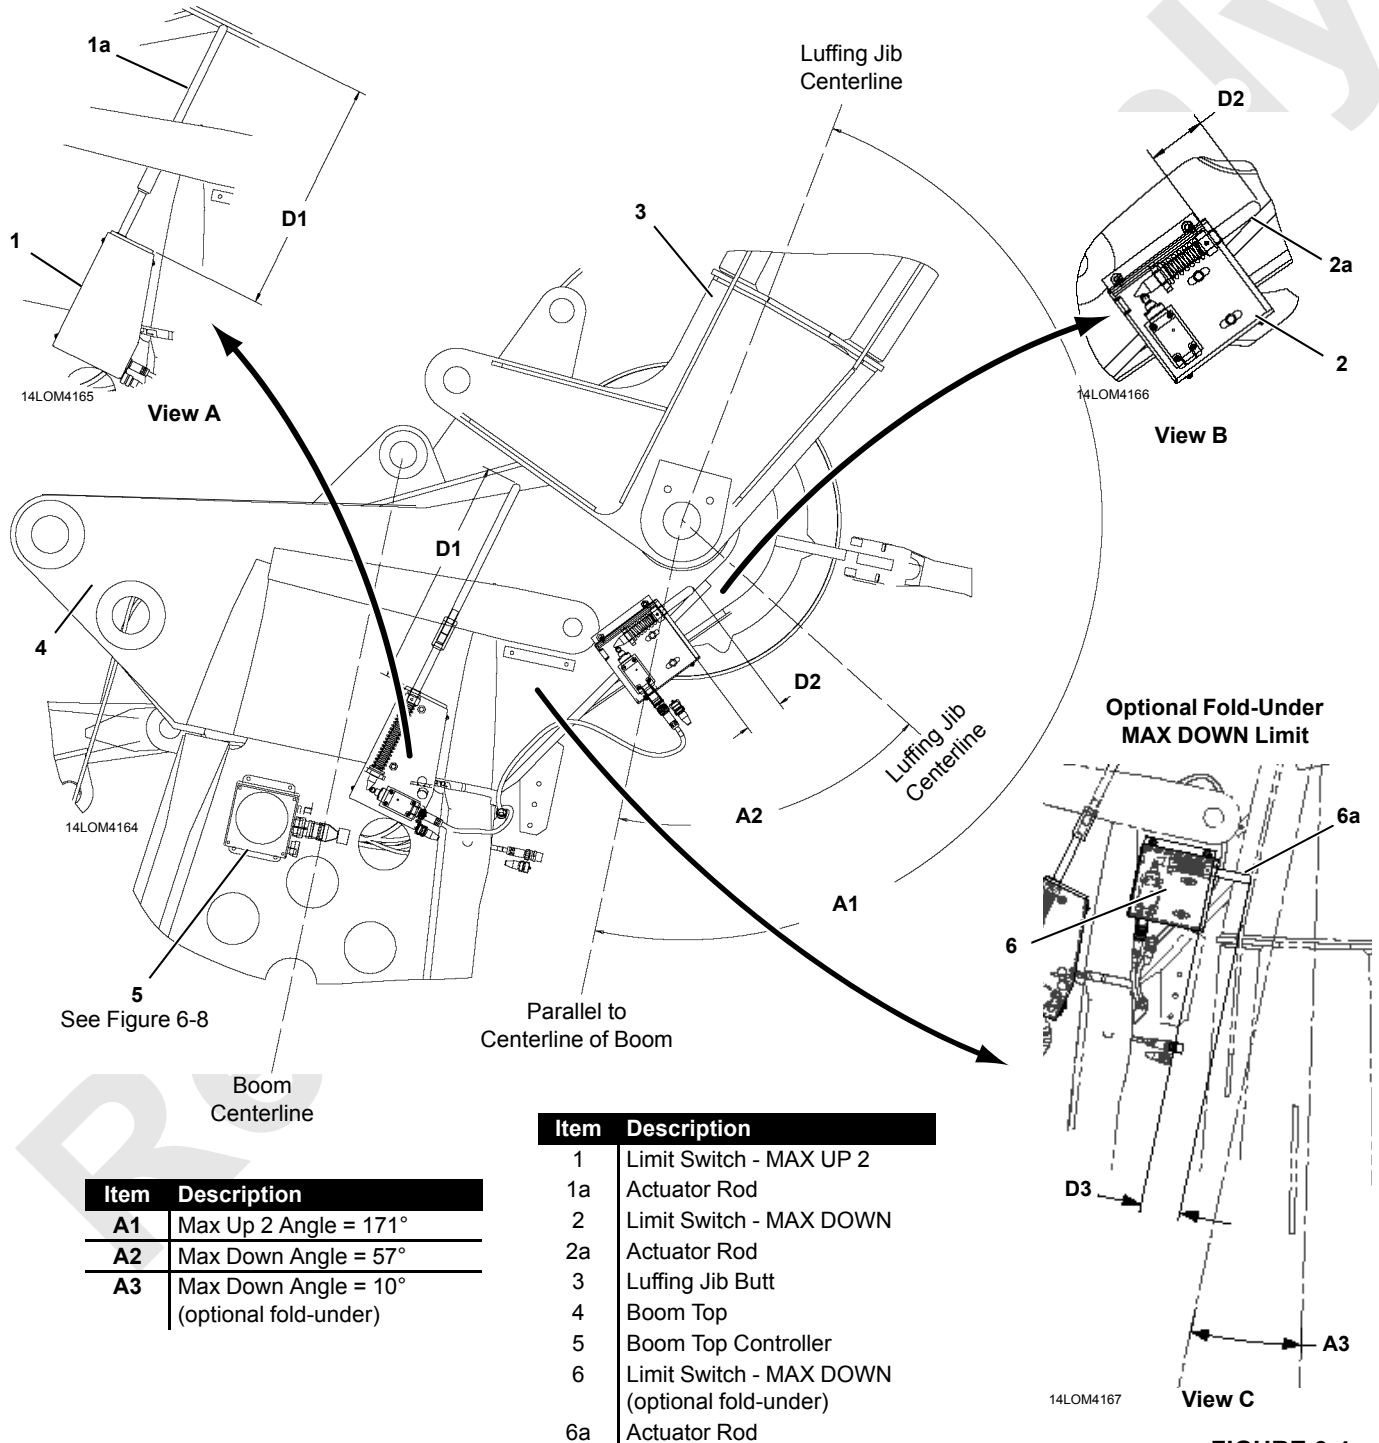 1a
D1
1
14LOM4165
View A
Luffing Jib
Centerline
3
D2
2a
2
14LOM4166
View B
D1
4
14LOM4164
D2
Luffing Jib
Centerline
A2
A1
5
See Figure 6-8
Parallel to
Centerline of Boom
Boom
Centerline
Optional Fold-Under
MAX DOWN Limit
6a
6
D3
A3
14LOM4167
View C
Item Description
A1 Max Up 2 Angle = 171°
A2 Max Down Angle = 57°
A3 Max Down Angle = 10°
(optional fold-under)
Item Description
1 Limit Switch - MAX UP 2
1a Actuator Rod
2 Limit Switch - MAX DOWN
2a Actuator Rod
3 Luffing Jib Butt
4 Boom Top
5 Boom Top Controller
6 Limit Switch - MAX DOWN
(optional fold-under)
6a Actuator Rod